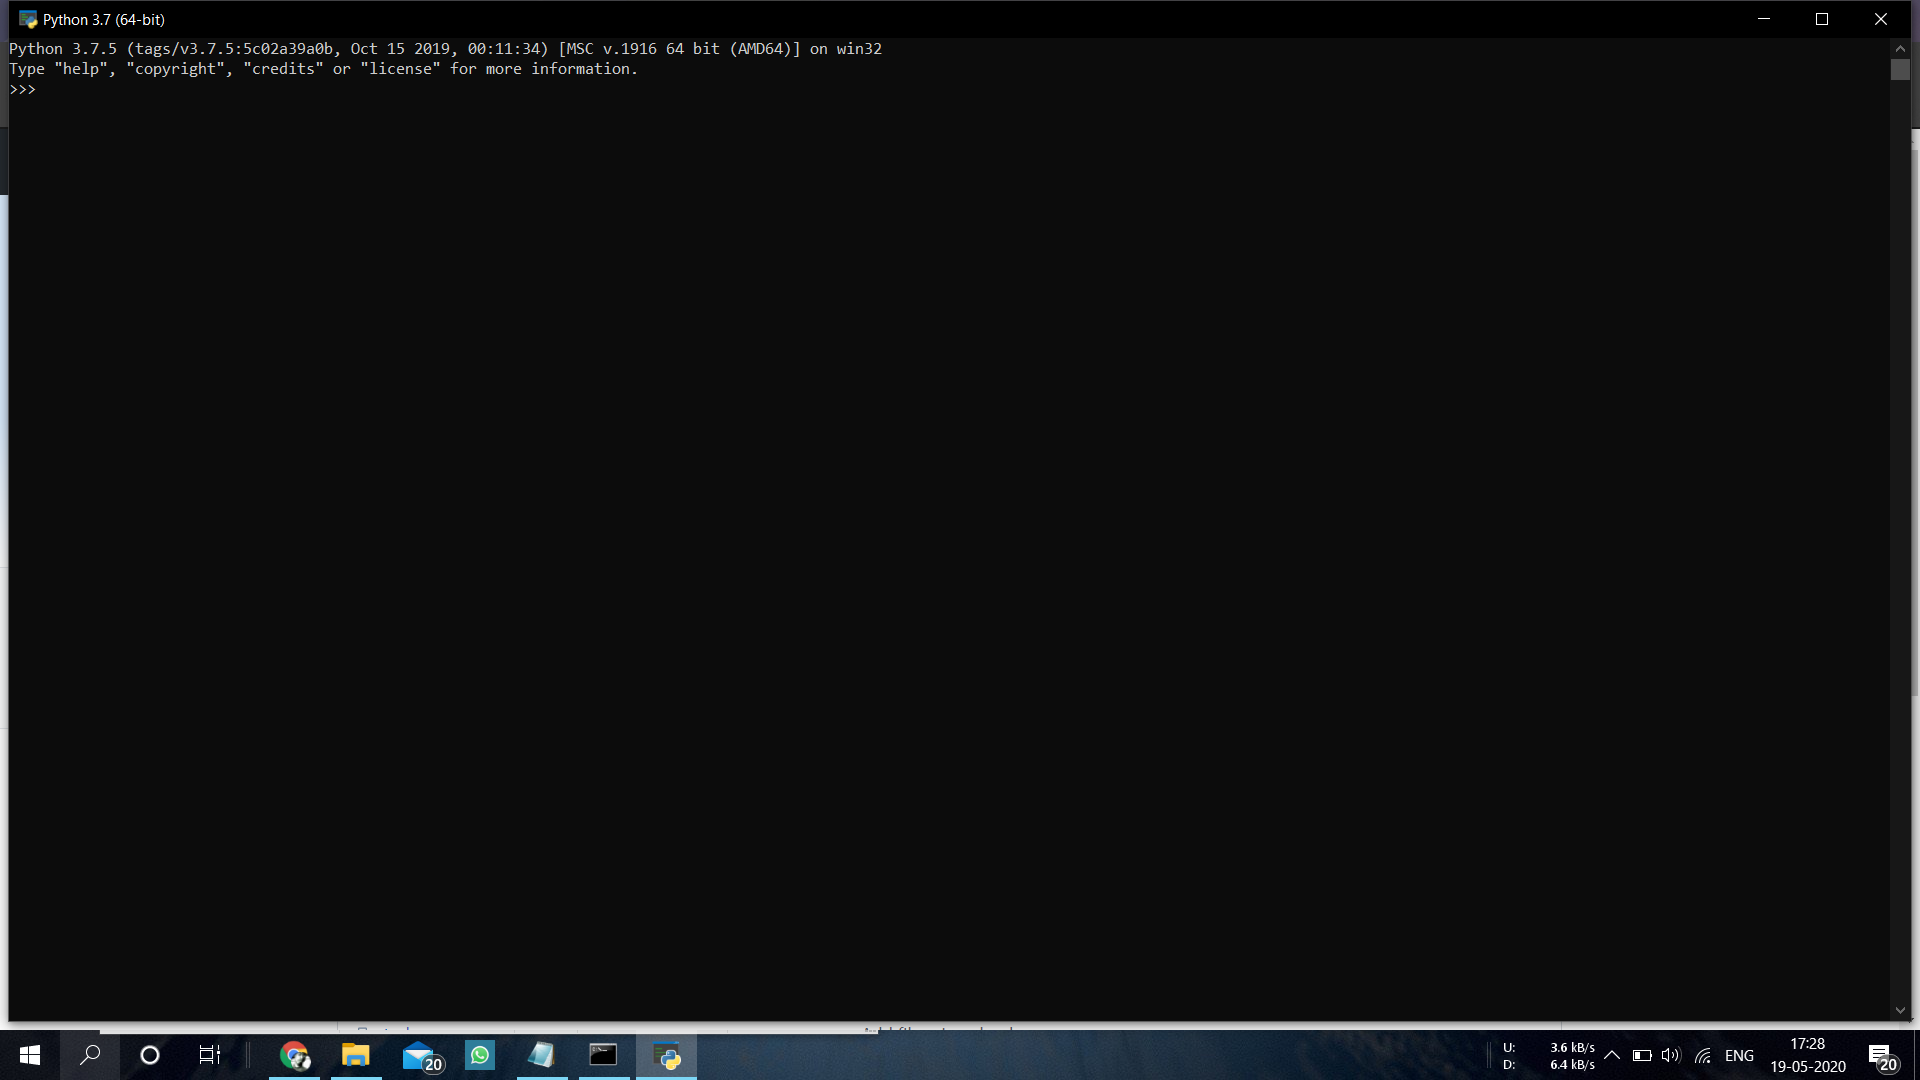 Python 3.7 (64-bit)
Python 3.7.5 (tags/v3.7.5:5c02a39a0b, Oct 15 2019, 00:11:34) [MSC v.1916 64 bit (AMD64)] on win32
Type "help", "copyright", "credits" or "license" for more information.
>>>
20
U: 3.6 kB/s
D: 6.4 kB/s
ENG
17:28
19-05-2020
20